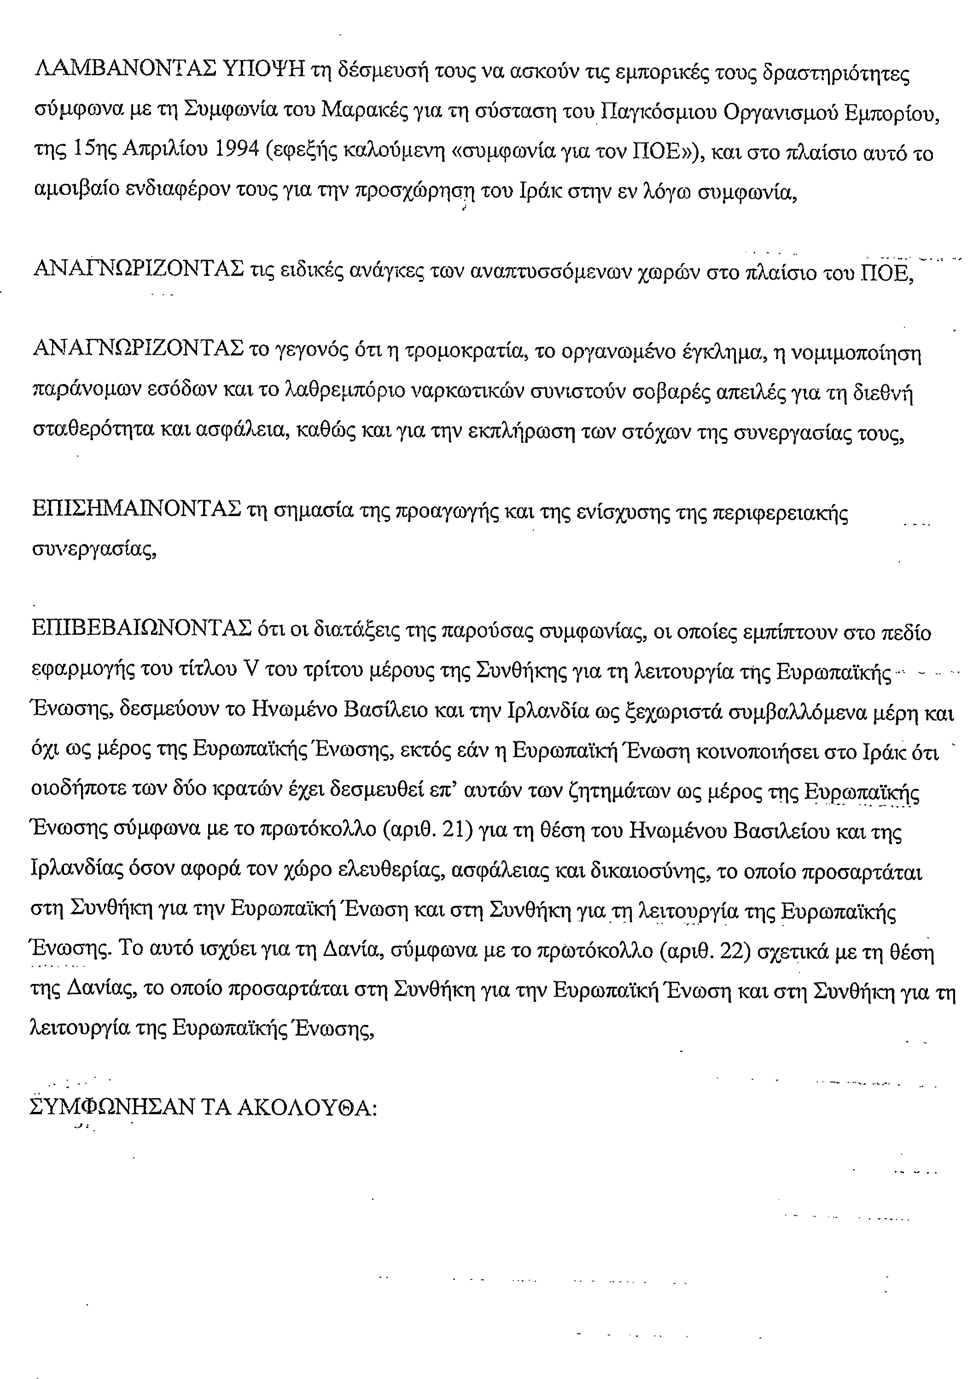 ΛΑΜΒΑΝΟΝΤΑΣ ΥΠΟΨΗ τη δέσμευσή τους να ασκούν τις εμπορικές τους δραστηριότητες
σύμφωνα με τη Συμφωνία του Μαρακές για τη σύσταση του Παγκόσμιου Οργανισμού Εμπορίου,
της 15ης Απριλίου 1994 (εφεξής καλούμενη «συμφωνία για τον ΠΟΕ»), και στο πλαίσιο αυτό το
αμοιβαίο ενδιαφέρον τους για την προσχώρηση του Ιράκ στην εν λόγω συμφωνία,
ΑΝΑΓΝΩΡΙΖΟΝΤΑΣ τις ειδικές ανάγκες των αναπτυσσόμενων χωρών στο πλαίσιο του ΠΟΕ,
ΑΝΑΓΝΩΡΙΖΟΝΤΑΣ το γεγονός ότι η τρομοκρατία, το οργανωμένο έγκλημα, η νομιμοποίηση
παράνομων εσόδων και το λαθρεμπόριο ναρκωτικών συνιστούν σοβαρές απειλές για τη διεθνή
σταθερότητα και ασφάλεια, καθώς και για την εκπλήρωση των στόχων της συνεργασίας τους,
ΕΠΙΣΗΜΑΙΝΟΝΤΑΣ τη σημασία της προαγωγής και της ενίσχυσης της περιφερειακής
συνεργασίας,
ΕΠΙΒΕΒΑΙΩΝΟΝΤΑΣ ότι οι διατάξεις της παρούσας συμφωνίας, οι οποίες εμπίπτουν στο πεδίο
εφαρμογής του τίτλου V του τρίτου μέρους της Συνθήκης για τη λειτουργία της Ευρωπαϊκής
Ένωσης, δεσμεύουν το Ηνωμένο Βασίλειο και την Ιρλανδία ως ξεχωριστά συμβαλλόμενα μέρη και
όχι ως μέρος της Ευρωπαϊκής Ένωσης, εκτός εάν η Ευρωπαϊκή Ένωση κοινοποιήσει στο Ιράκ ότι
οιοδήποτε των δύο κρατών έχει δεσμευθεί επ’ αυτών των ζητημάτων ως μέρος της Ευρωπαϊκής
Ένωσης σύμφωνα με το πρωτόκολλο (αριθ. 21) για τη θέση του Ηνωμένου Βασιλείου και της
Ιρλανδίας όσον αφορά τον χώρο ελευθερίας, ασφάλειας και δικαιοσύνης, το οποίο προσαρτάται
στη Συνθήκη για την Ευρωπαϊκή Ένωση και στη Συνθήκη για τη λειτουργία της Ευρωπαϊκής
Ένωσης. Το αυτό ισχύει για τη Δανία, σύμφωνα με το πρωτόκολλο (αριθ. 22) σχετικά με τη θέση
της Δανίας, το οποίο προσαρτάται στη Συνθήκη για την Ευρωπαϊκή Ένωση και στη Συνθήκη για τη
λειτουργία της Ευρωπαϊκής Ένωσης,
ΣΥΜΦΩΝΗΣΑΝ ΤΑ ΑΚΟΛΟΥΘΑ: